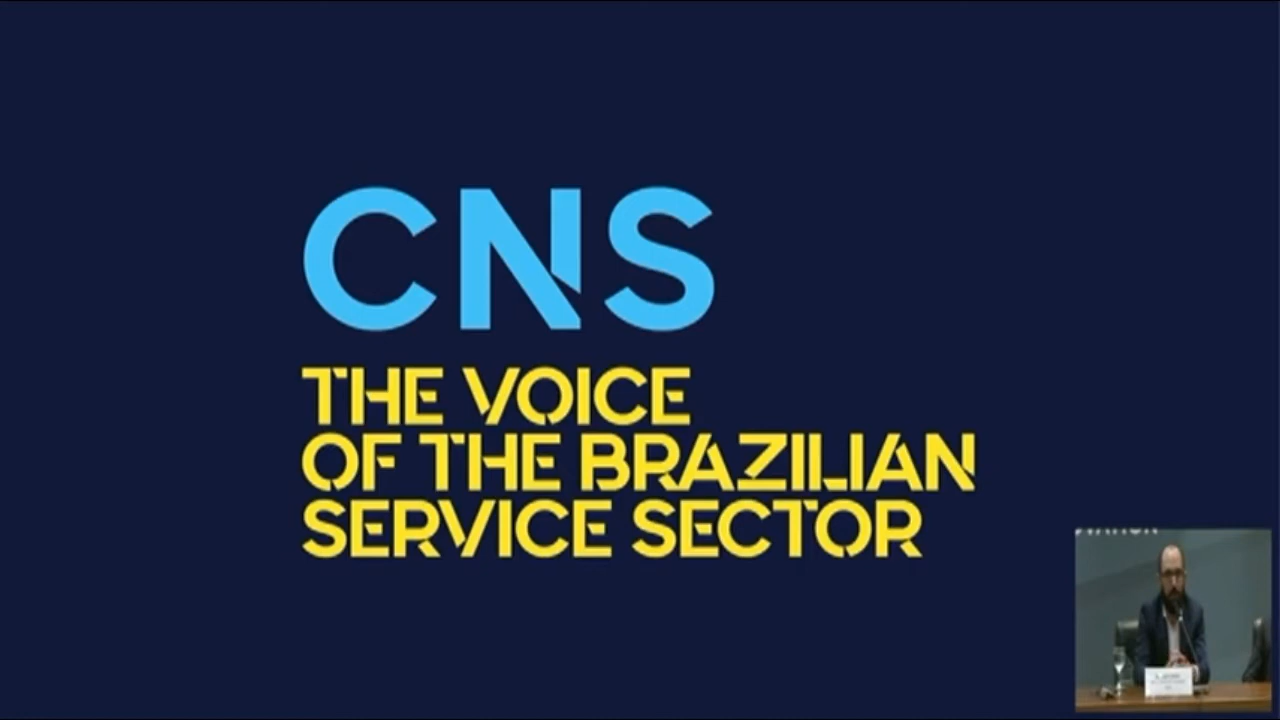 CNS
THE VOICE
OF THE BRAZILIAN
SERVICE SECTOR